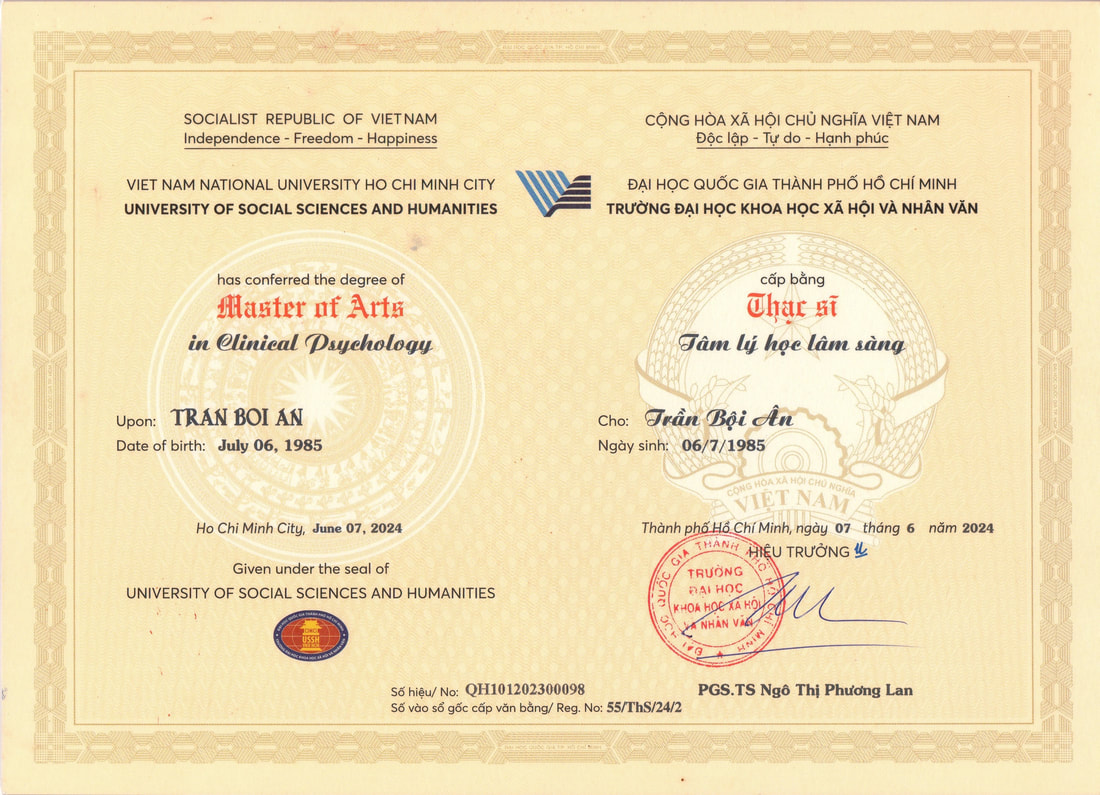 SOCIALIST REPUBLIC OF VIETNAM
Independence - Freedom - Happiness
VIET NAM NATIONAL UNIVERSITY HO CHI MINH CITY
UNIVERSITY OF SOCIAL SCIENCES AND HUMANITIES
has conferred the degree of
Master of Arts
in Clinical Psychology
Upon: TRAN BOI AN
Date of birth: July 06, 1985
Ho Chi Minh City, June 07, 2024
Given under the seal of
UNIVERSITY OF SOCIAL SCIENCES AND HUMANITIES
USSH
CỘNG HÒA XÃ HỘI CHỦ NGHĨA VIỆT NAM
Độc lập - Tự do - Hạnh phúc
ĐẠI HỌC QUỐC GIA THÀNH PHỐ HỒ CHÍ MINH
TRƯỜNG ĐẠI HỌC KHOA HỌC XÃ HỘI VÀ NHÂN VĂN
cấp bằng
Thạc sĩ
Tâm lý học lâm sàng
Cho: Trần Bội Ân
Ngày sinh: 06/7/1985
CỘNG HÒA XÃ HỘI CHỦ NGHĨA
VIỆT NAM
Thành phố Hồ Chí Minh, ngày 07 tháng 6 năm 2024
HIỆU TRƯỞNG
ĐẠI HỌC QUỐC GIA THÀNH PHỐ HỒ CHÍ MINH
TRƯỜNG
ĐẠI HỌC
KHOA HỌC XÃ HỘI
VÀ NHÂN VĂN
PGS.TS Ngô Thị Phương Lan
Số hiệu/ No: QH101202300098
Số vào sổ gốc cấp văn bằng/ Reg. No: 55/ThS/24/2